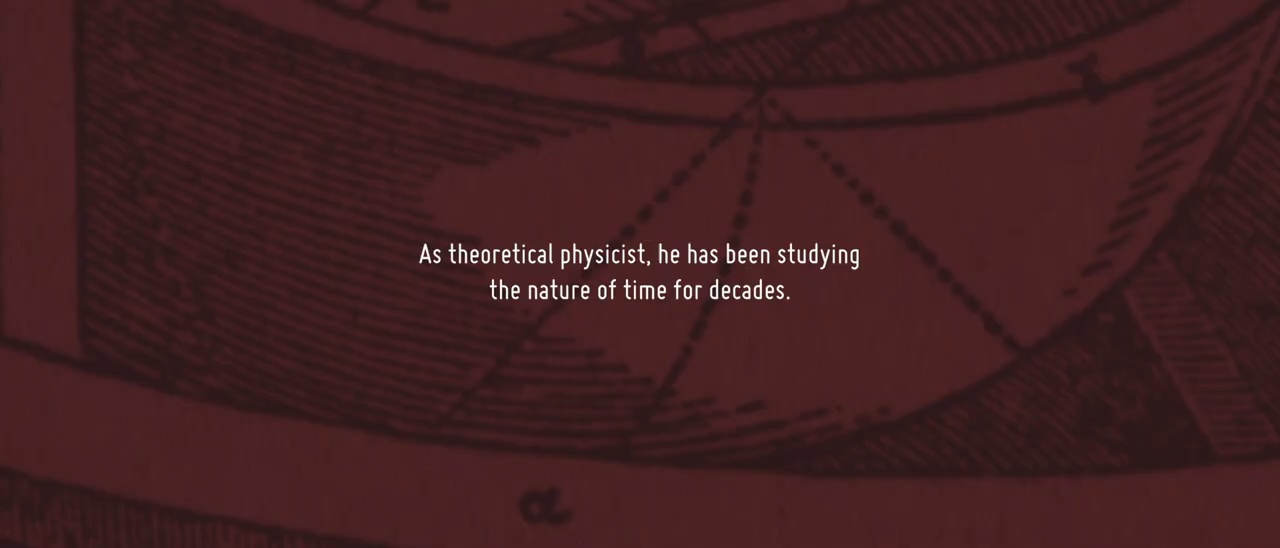 As theoretical physicist, he has been studying
the nature of time for decades.
a